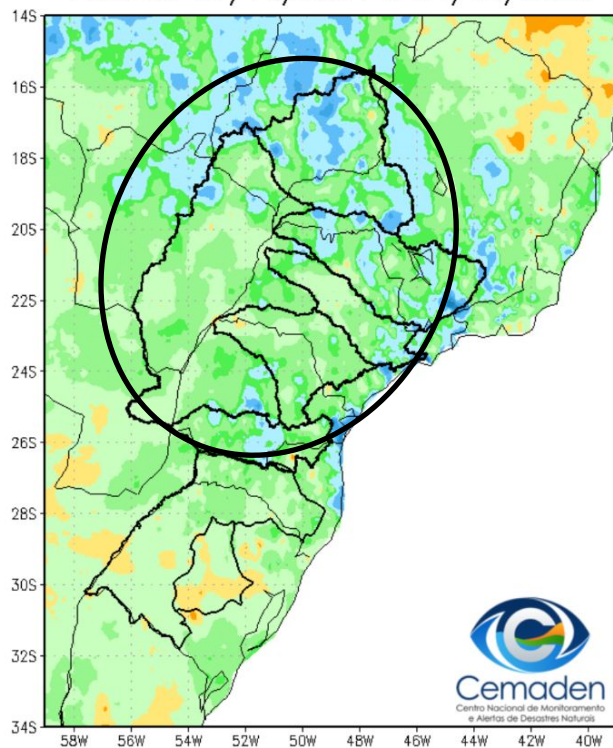 14S
16S
18S
20S
22S
24S
26S
28S
30S
32S
34S
58W 56W 54W 52W 50W 48W 46W 44W 42W 40W
Cemaden
Centro Nacional de Monitoramento
e Alertas de Desastres Naturais